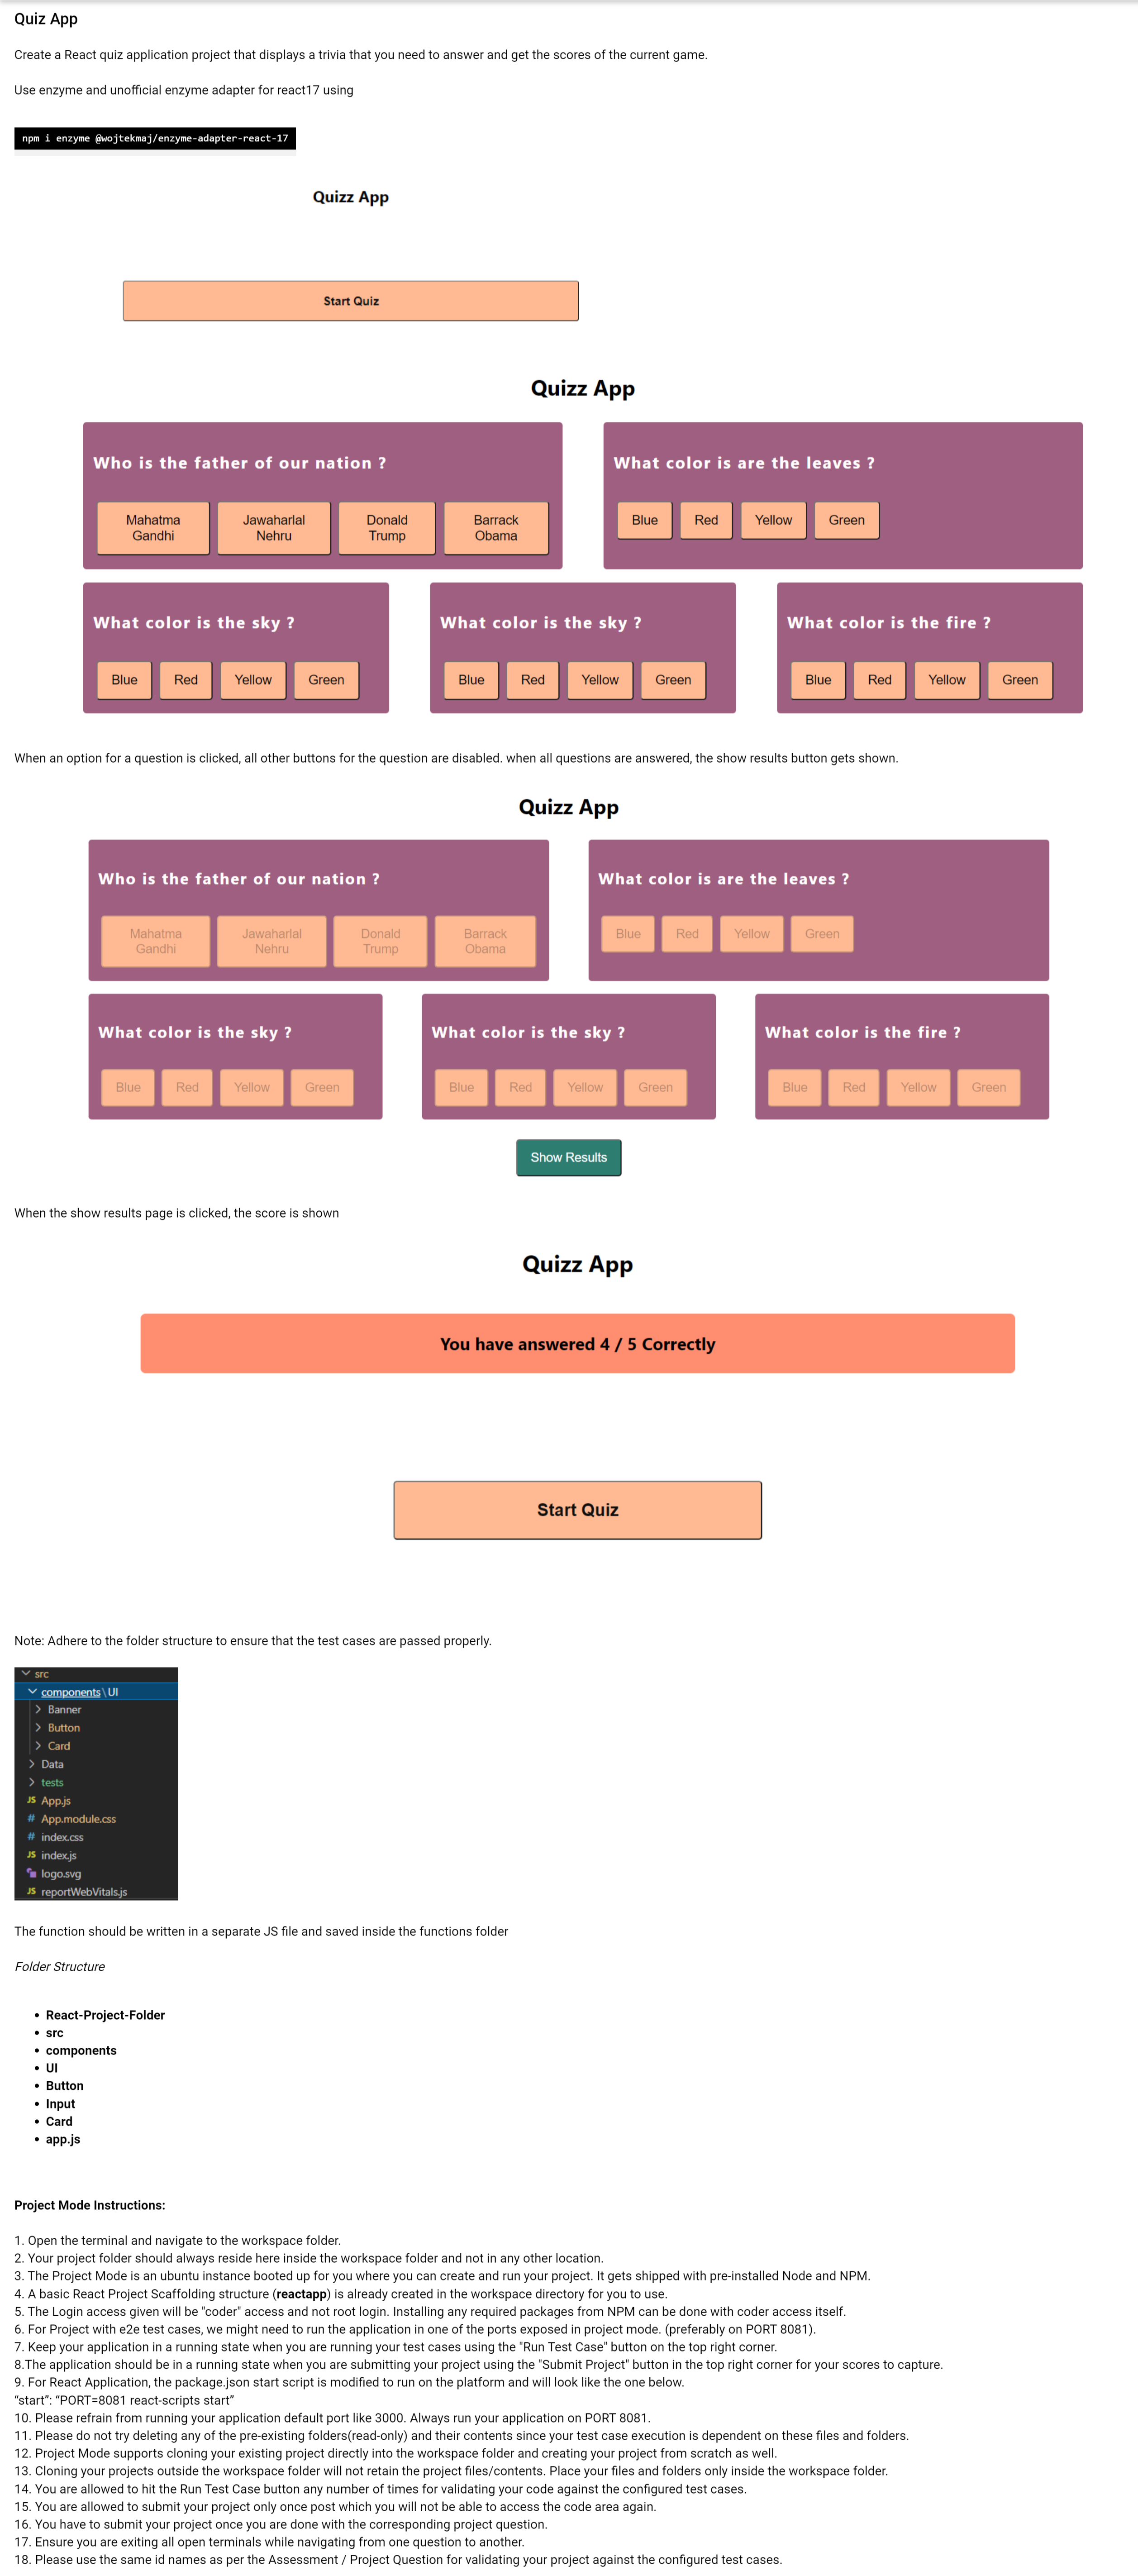 Quiz App
Create a React quiz application project that displays a trivia that you need to answer and get the scores of the current game.
Use enzyme and unofficial enzyme adapter for react17 using
npm i enzyme @wojtekmaj/enzyme-adapter-react-17
Quizz App
Start Quiz
Quizz App
Who is the father of our nation ?
Mahatma Gandhi
Jawaharlal Nehru
Donald Trump
Barrack Obama
What color is are the leaves ?
Blue Red Yellow Green
What color is the sky ?
Blue Red Yellow Green
What color is the sky ?
Blue Red Yellow Green
What color is the fire ?
Blue Red Yellow Green
When an option for a question is clicked, all other buttons for the question are disabled. when all questions are answered, the show results button gets shown.
Quizz App
Who is the father of our nation ?
Mahatma Gandhi
Jawaharlal Nehru
Donald Trump
Barrack Obama
What color is are the leaves ?
Blue Red Yellow Green
What color is the sky ?
Blue Red Yellow Green
What color is the sky ?
Blue Red Yellow Green
What color is the fire ?
Blue Red Yellow Green
Show Results
When the show results page is clicked, the score is shown
Quizz App
You have answered 4 / 5 Correctly
Start Quiz
Note: Adhere to the folder structure to ensure that the test cases are passed properly.
src
components\UI
Banner
Button
Card
Data
tests
JS App.js
# App.module.css
# index.css
JS index.js
logo.svg
JS reportWebVitals.js
The function should be written in a separate JS file and saved inside the functions folder
Folder Structure
• React-Project-Folder
• src
• components
• UI
• Button
• Input
• Card
• app.js
Project Mode Instructions:
1. Open the terminal and navigate to the workspace folder.
2. Your project folder should always reside here inside the workspace folder and not in any other location.
3. The Project Mode is an ubuntu instance booted up for you where you can create and run your project. It gets shipped with pre-installed Node and NPM.
4. A basic React Project Scaffolding structure (reactapp) is already created in the workspace directory for you to use.
5. The Login access given will be "coder" access and not root login. Installing any required packages from NPM can be done with coder access itself.
6. For Project with e2e test cases, we might need to run the application in one of the ports exposed in project mode. (preferably on PORT 8081).
7. Keep your application in a running state when you are running your test cases using the "Run Test Case" button on the top right corner.
8.The application should be in a running state when you are submitting your project using the "Submit Project" button in the top right corner for your scores to capture.
9. For React Application, the package.json start script is modified to run on the platform and will look like the one below.
“start”: “PORT=8081 react-scripts start”
10. Please refrain from running your application default port like 3000. Always run your application on PORT 8081.
11. Please do not try deleting any of the pre-existing folders(read-only) and their contents since your test case execution is dependent on these files and folders.
12. Project Mode supports cloning your existing project directly into the workspace folder and creating your project from scratch as well.
13. Cloning your projects outside the workspace folder will not retain the project files/contents. Place your files and folders only inside the workspace folder.
14. You are allowed to hit the Run Test Case button any number of times for validating your code against the configured test cases.
15. You are allowed to submit your project only once post which you will not be able to access the code area again.
16. You have to submit your project once you are done with the corresponding project question.
17. Ensure you are exiting all open terminals while navigating from one question to another.
18. Please use the same id names as per the Assessment / Project Question for validating your project against the configured test cases.